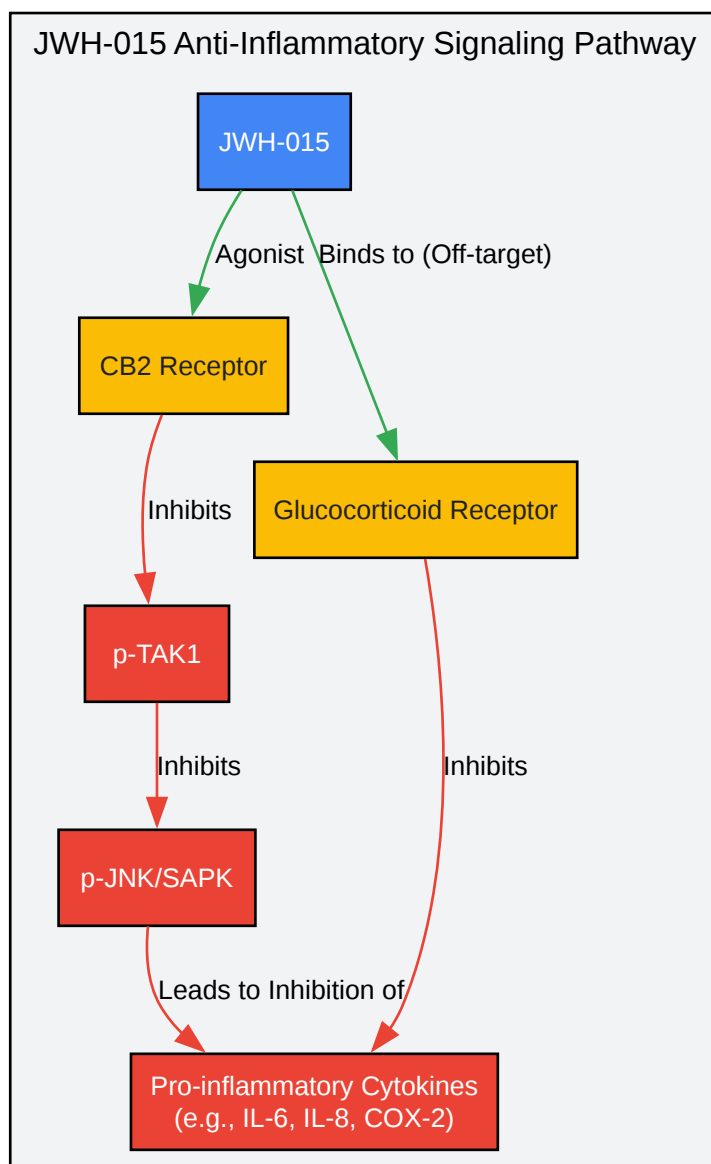 JWH-015 Anti-Inflammatory Signaling Pathway
JWH-015
Agonist
Binds to (Off-target)
CB2 Receptor
Inhibits
Glucocorticoid Receptor
p-TAK1
Inhibits
Inhibits
p-JNK/SAPK
Leads to Inhibition of
Pro-inflammatory Cytokines
(e.g., IL-6, IL-8, COX-2)